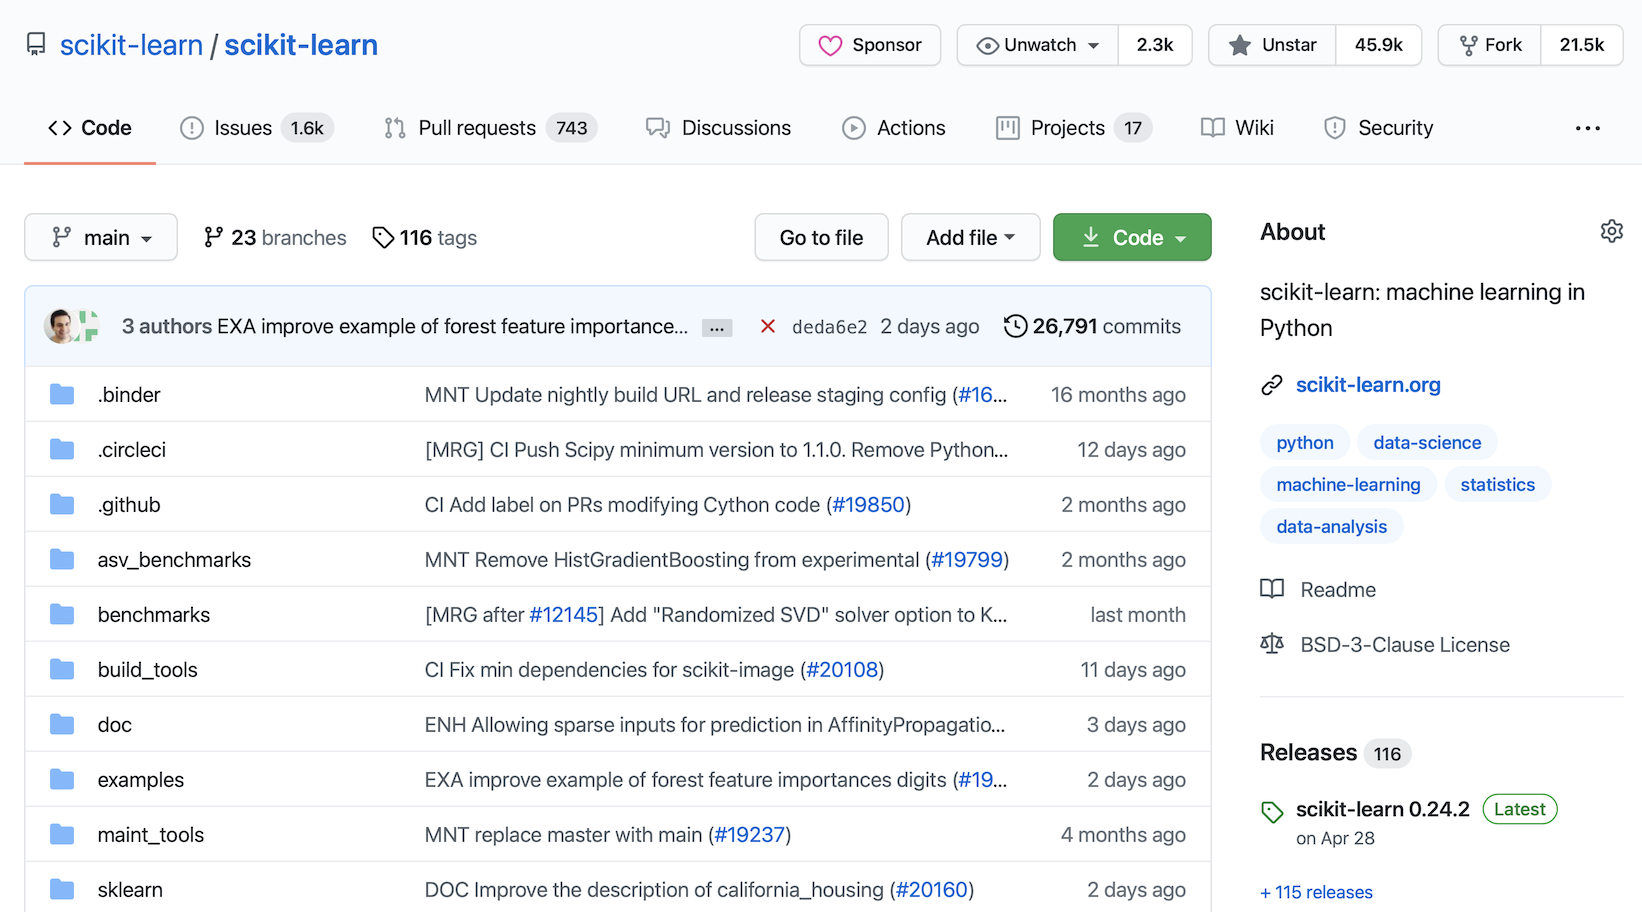 scikit-learn / scikit-learn
Sponsor
Unwatch 2.3k
Unstar 45.9k
Fork 21.5k
Code
Issues 1.6k
Pull requests 743
Discussions
Actions
Projects 17
Wiki
Security
...
main
23 branches
116 tags
Go to file
Add file
Code
3 authors EXA improve example of forest feature importance... ... deda6e2 2 days ago 26,791 commits
.binder MNT Update nightly build URL and release staging config (#16... 16 months ago
.circleci [MRG] CI Push Scipy minimum version to 1.1.0. Remove Python... 12 days ago
.github CI Add label on PRs modifying Cython code (#19850) 2 months ago
asv_benchmarks MNT Remove HistGradientBoosting from experimental (#19799) 2 months ago
benchmarks [MRG after #12145] Add "Randomized SVD" solver option to K... last month
build_tools CI Fix min dependencies for scikit-image (#20108) 11 days ago
doc ENH Allowing sparse inputs for prediction in AffinityPropagatio... 3 days ago
examples EXA improve example of forest feature importances digits (#19... 2 days ago
maint_tools MNT replace master with main (#19237) 4 months ago
sklearn DOC Improve the description of california_housing (#20160) 2 days ago
About
scikit-learn: machine learning in
Python
scikit-learn.org
python data-science
machine-learning statistics
data-analysis
Readme
BSD-3-Clause License
Releases 116
scikit-learn 0.24.2 Latest
on Apr 28
+ 115 releases